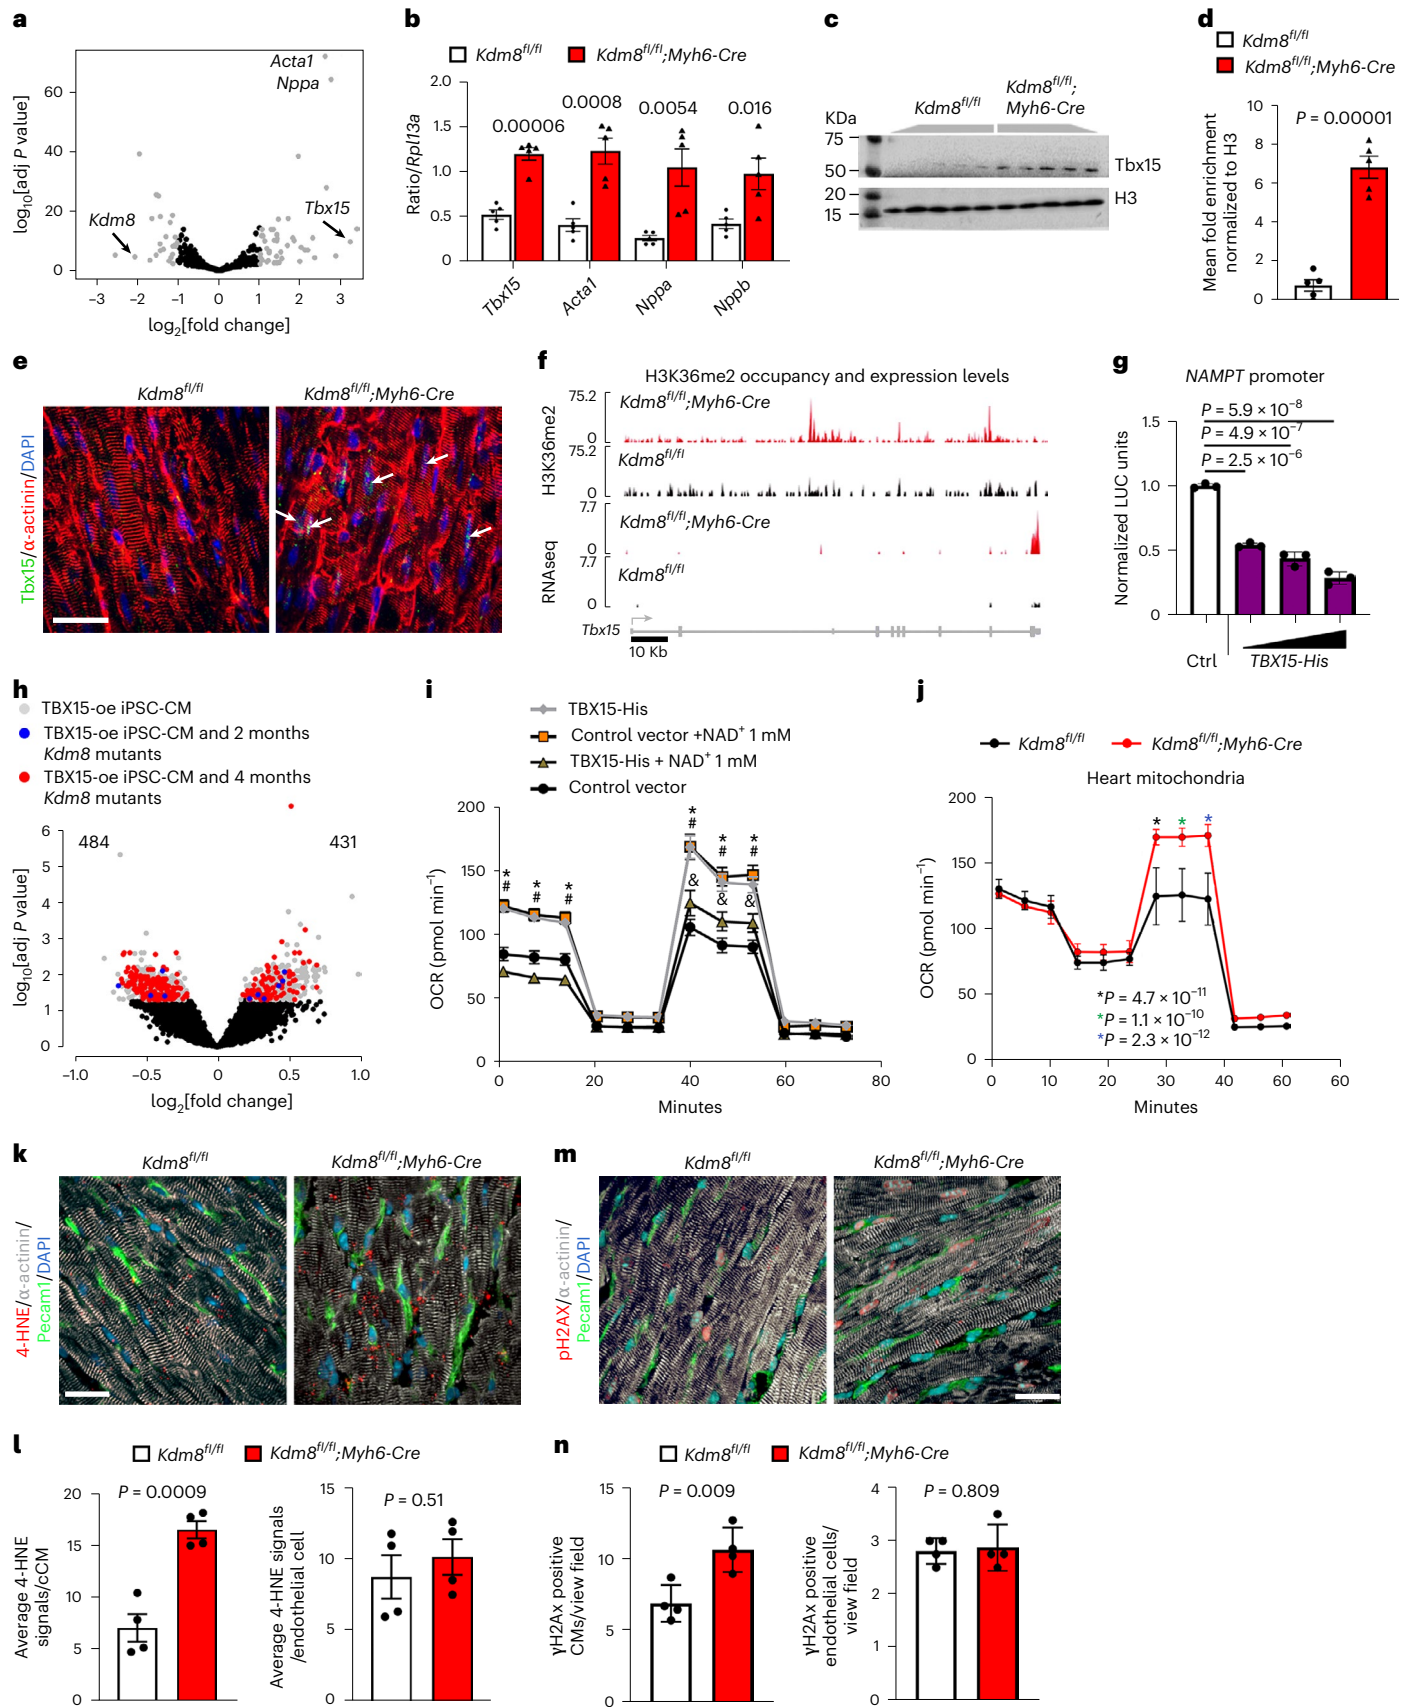 a
Acta1
Nppa
Kdm8
Tbx15
log10[adj P value]
60
40
20
0
–3
–2
–1
0
1
2
3
log2[fold change]
b
Kdm8fl/fl
Kdm8fl/fl;Myh6-Cre
Ratio/Rpl13a
2.0
1.5
1.0
0.5
0
0.00006
0.0008
0.0054
0.016
Tbx15
Acta1
Nppa
Nppb
c
Kdm8fl/fl
Kdm8fl/fl;
Myh6-Cre
KDa
75
50
20
15
Tbx15
H3
d
Kdm8fl/fl
Kdm8fl/fl;Myh6-Cre
P = 0.00001
Mean fold enrichment
normalized to H3
10
8
6
4
2
0
e
Kdm8fl/fl
Kdm8fl/fl;Myh6-Cre
Tbx15/α-actinin/DAPI
f
H3K36me2 occupancy and expression levels
H3K36me2
RNAseq
75.2
Kdm8fl/fl;Myh6-Cre
0
75.2
Kdm8fl/fl
0
7.7
Kdm8fl/fl;Myh6-Cre
0
7.7
Kdm8fl/fl
0
Tbx15
10 Kb
g
NAMPT promoter
P = 5.9 × 10−8
P = 4.9 × 10−7
P = 2.5 × 10−6
Normalized LUC units
1.5
1.0
0.5
0
Ctrl
TBX15-His
h
TBX15-oe iPSC-CM
TBX15-oe iPSC-CM and 2 months
Kdm8 mutants
TBX15-oe iPSC-CM and 4 months
Kdm8 mutants
484
431
log10[adj P value]
6
5
4
3
2
1
0
–1.0
–0.5
0
0.5
1.0
log2[fold change]
i
TBX15-His
Control vector +NAD+ 1 mM
TBX15-His + NAD+ 1 mM
Control vector
OCR (pmol min−1)
200
150
100
50
0
*
#
*
#
*
#
*
#
*
#
*
#
&
&
&
0
20
40
60
80
Minutes
j
Kdm8fl/fl
Kdm8fl/fl;Myh6-Cre
Heart mitochondria
OCR (pmol min−1)
200
150
100
50
0
*
*
*
*P = 4.7 × 10−11
*P = 1.1 × 10−10
*P = 2.3 × 10−12
0
10
20
30
40
60
60
Minutes
k
Kdm8fl/fl
Kdm8fl/fl;Myh6-Cre
4-HNE/α-actinin/
Pecam1/DAPI
m
Kdm8fl/fl
Kdm8fl/fl;Myh6-Cre
pH2AX/α-actinin/
Pecam1/DAPI
l
Kdm8fl/fl
Kdm8fl/fl;Myh6-Cre
P = 0.0009
Average 4-HNE
signals/cCM
20
15
10
5
0
P = 0.51
Average 4-HNE signals
/endothelial cell
15
10
5
0
n
Kdm8fl/fl
Kdm8fl/fl;Myh6-Cre
P = 0.009
γH2Ax positive
CMs/view field
15
10
5
0
P = 0.809
γH2Ax positive
endothelial cells/
view field
4
3
2
1
0